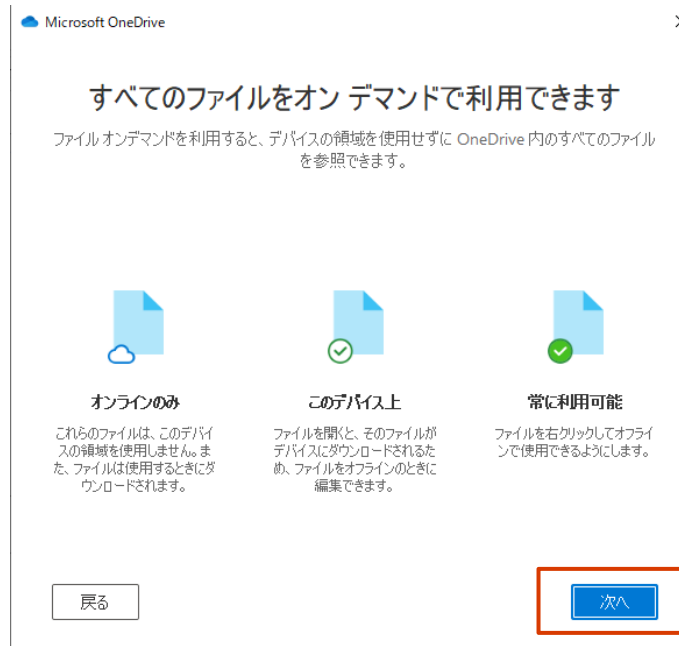 Microsoft OneDrive
すべてのファイルをオン デマンドで利用できます
ファイル オンデマンドを利用すると、デバイスの領域を使用せずに OneDrive 内のすべてのファイル
を参照できます。
オンラインのみ
これらのファイルは、このデバイ
スの領域を使用しません。ま
た、ファイルは使用するときにダ
ウンロードされます。
このデバイス上
ファイルを開くと、そのファイルが
デバイスにダウンロードされるた
め、ファイルをオフラインのときに
編集できます。
常に利用可能
ファイルを右クリックしてオフライ
ンで使用できるようにします。
戻る
次へ